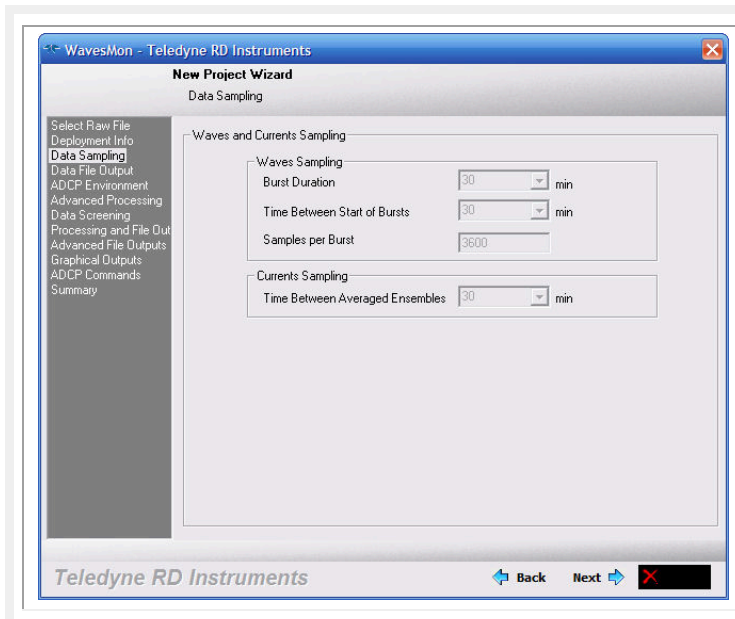 WavesMon - Teledyne RD Instruments
New Project Wizard
Data Sampling
Select Raw File
Deployment Info
Data Sampling
Data File Output
ADCP Environment
Advanced Processing
Data Screening
Processing and File Out
Advanced File Outputs
Graphical Outputs
ADCP Commands
Summary
Waves and Currents Sampling
Waves Sampling
Burst Duration 30 min
Time Between Start of Bursts 30 min
Samples per Burst 3600
Currents Sampling
Time Between Averaged Ensembles 30 min
Teledyne RD Instruments
Back Next